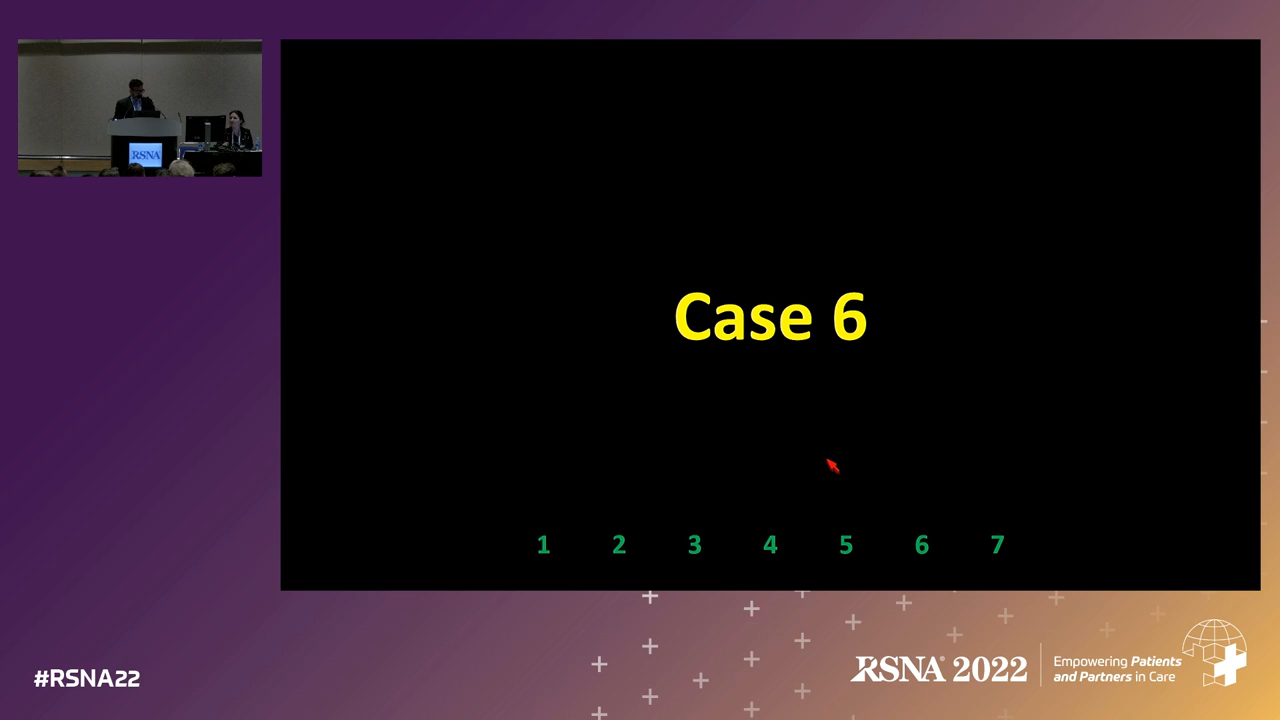 RSNA
Case 6
1 2 3 4 5 6 7
#RSNA22
RSNA® 2022
Empowering Patients
and Partners in Care